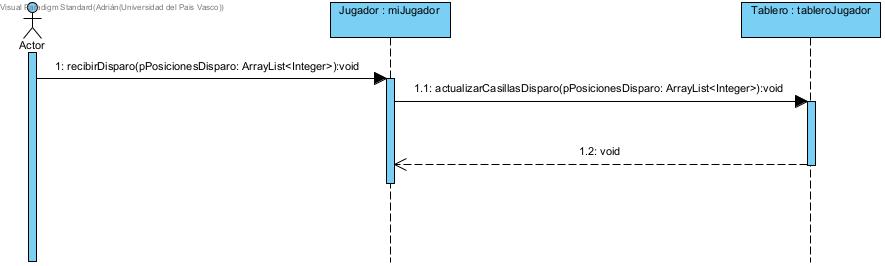 Visual Paradigm Standard(Adrián(Universidad del Pais Vasco))
Jugador : miJugador
Tablero : tableroJugador
Actor
1: recibirDisparo(pPosicionesDisparo: ArrayList<Integer>):void
1.1: actualizarCasillasDisparo(pPosicionesDisparo: ArrayList<Integer>):void
1.2: void